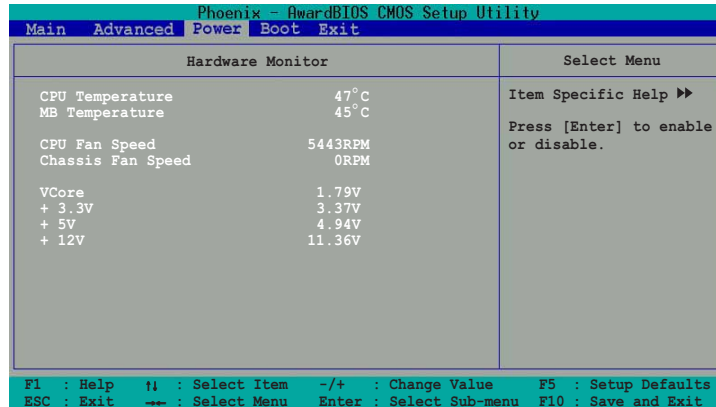 Phoenix - AwardBIOS CMOS Setup Utility
Main Advanced Power Boot Exit
Hardware Monitor
Select Menu
CPU Temperature 47°C
MB Temperature 45°C
CPU Fan Speed 5443RPM
Chassis Fan Speed 0RPM
VCore 1.79V
+ 3.3V 3.37V
+ 5V 4.94V
+ 12V 11.36V
Item Specific Help ▶▶
Press [Enter] to enable
or disable.
F1 : Help ↑↓ : Select Item -/+ : Change Value F5 : Setup Defaults
ESC : Exit →← : Select Menu Enter : Select Sub-menu F10 : Save and Exit